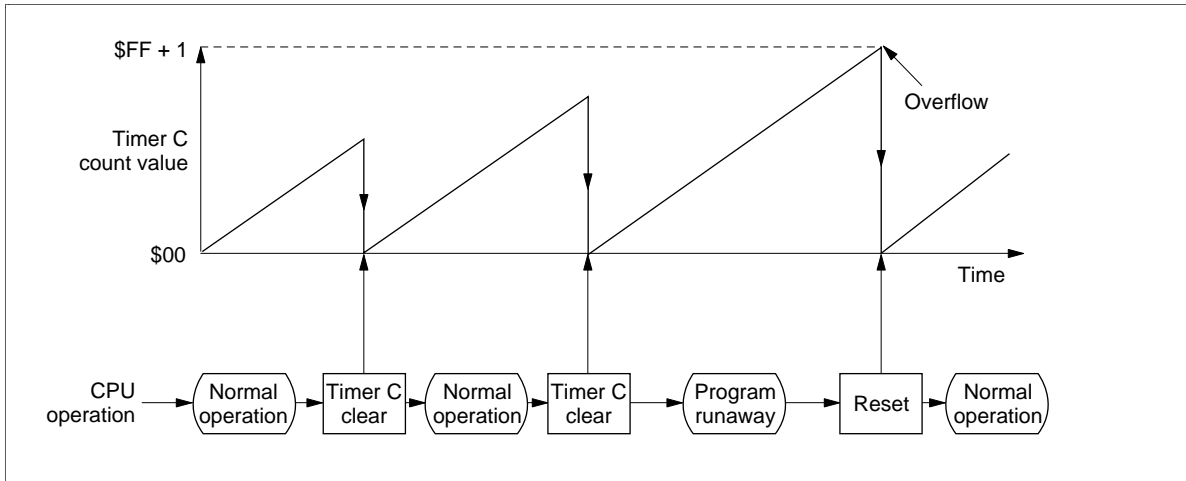 $FF + 1
Overflow
Timer C
count value
$00
Time
CPU
operation
Normal
operation
Timer C
clear
Normal
operation
Timer C
clear
Program
runaway
Reset
Normal
operation